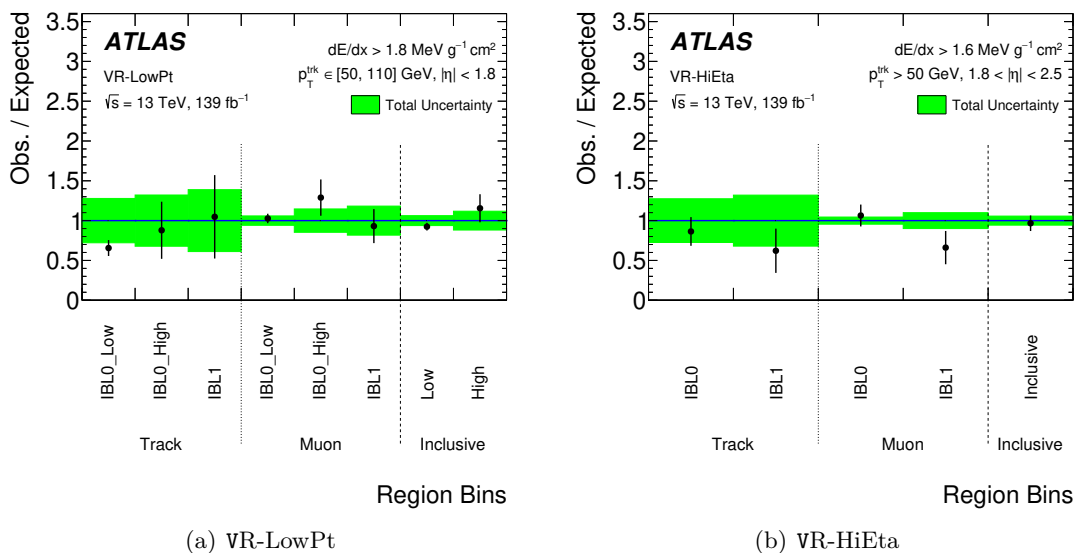 Obs. / Expected
3.5
3
2.5
2
1.5
1
0.5
0
ATLAS
VR-LowPt
√s = 13 TeV, 139 fb⁻¹
dE/dx > 1.8 MeV g⁻¹ cm²
p_T^trk ∈ [50, 110] GeV, |η| < 1.8
Total Uncertainty
IBL0_Low
IBL0_High
IBL1
IBL0_Low
IBL0_High
IBL1
Low
High
Track
Muon
Inclusive
Region Bins
(a) VR-LowPt
Obs. / Expected
3.5
3
2.5
2
1.5
1
0.5
0
ATLAS
VR-HiEta
√s = 13 TeV, 139 fb⁻¹
dE/dx > 1.6 MeV g⁻¹ cm²
p_T^trk > 50 GeV, 1.8 < |η| < 2.5
Total Uncertainty
IBL0
IBL1
IBL0
IBL1
Inclusive
Track
Muon
Inclusive
Region Bins
(b) VR-HiEta